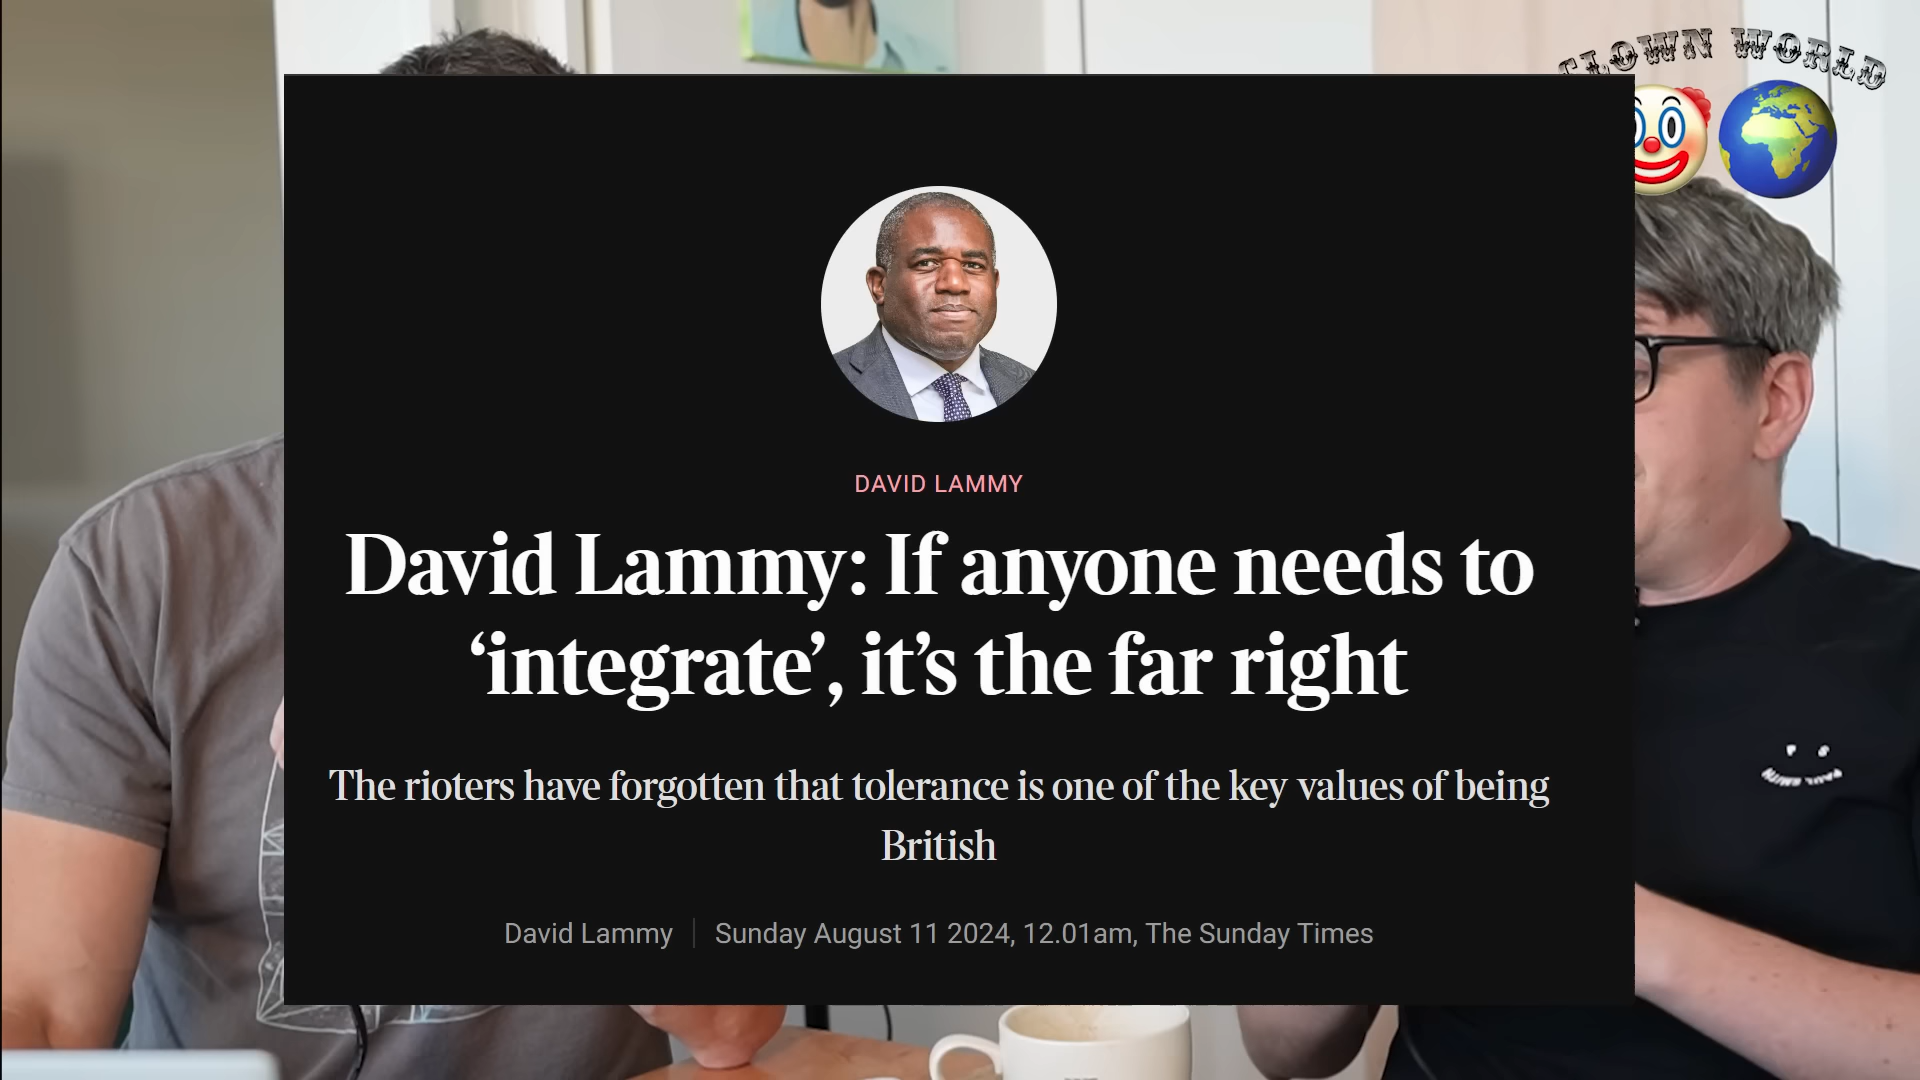 CLOWN WORLD
DAVID LAMMY
David Lammy: If anyone needs to
‘integrate’, it’s the far right
The rioters have forgotten that tolerance is one of the key values of being
British
David Lammy | Sunday August 11 2024, 12.01am, The Sunday Times